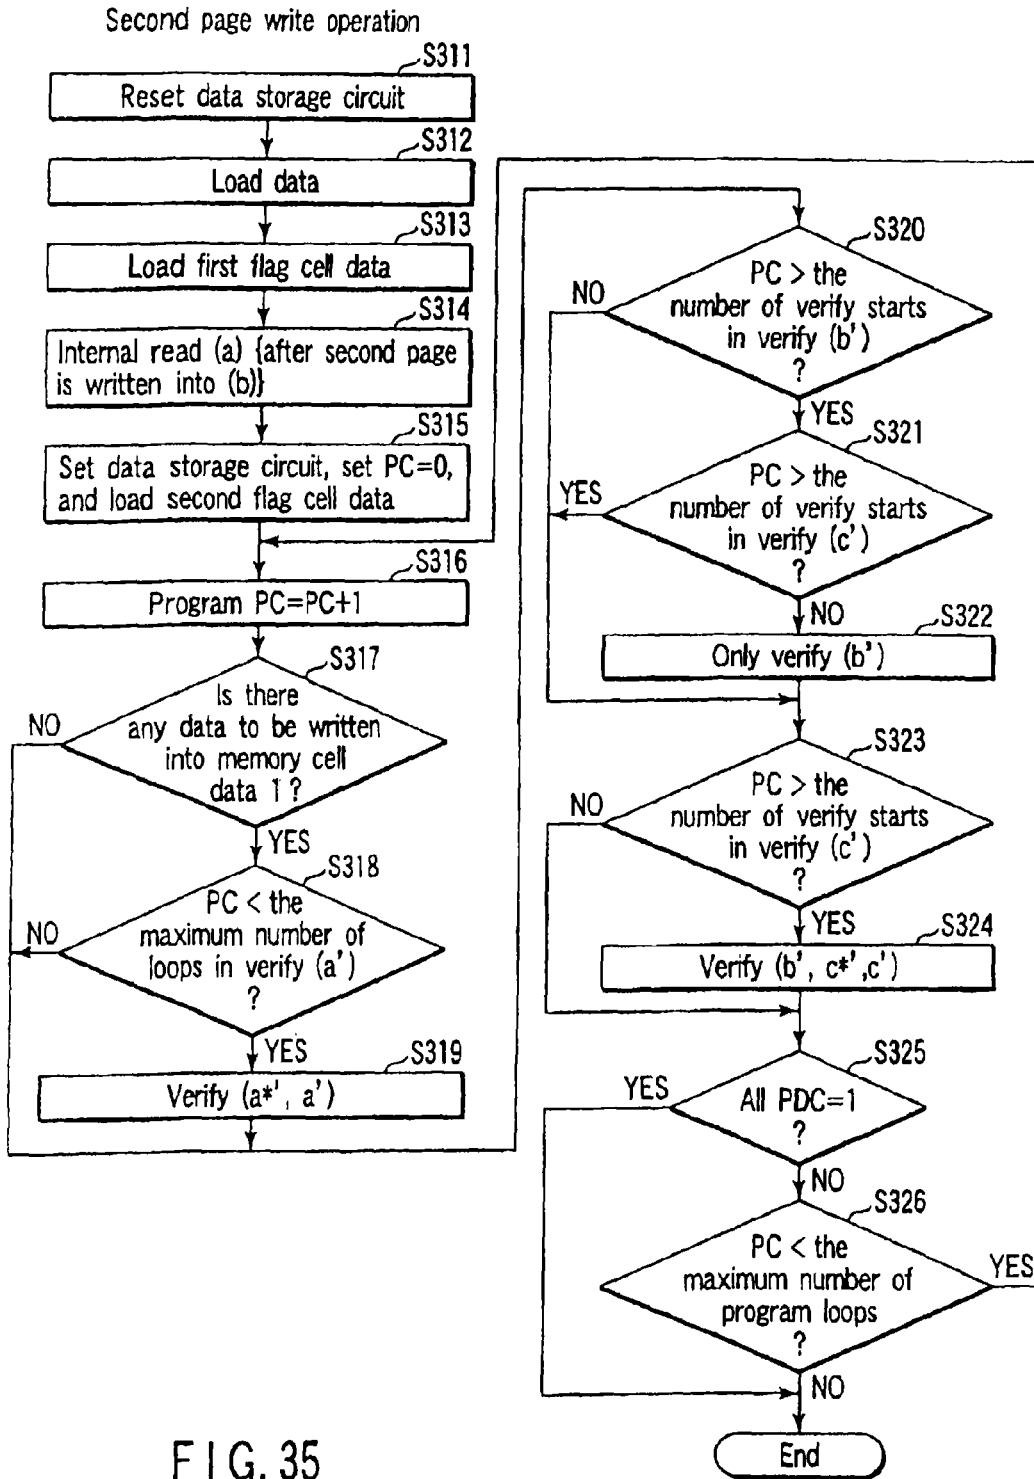 Second page write operation
S311
Reset data storage circuit
S312
Load data
S313
Load first flag cell data
S314
Internal read (a) {after second page
is written into (b)}
S315
Set data storage circuit, set PC=0,
and load second flag cell data
S316
Program PC=PC+1
S317
Is there
any data to be written
into memory cell
data 1?
NO
YES
S318
PC < the
maximum number of
loops in verify (a')
?
NO
YES
S319
Verify (a*', a')
S320
PC > the
number of verify starts
in verify (b')
?
NO
YES
S321
PC > the
number of verify starts
in verify (c')
?
YES
NO
S322
Only verify (b')
S323
PC > the
number of verify starts
in verify (c')
?
NO
YES
S324
Verify (b', c*',c')
S325
All PDC=1
?
YES
NO
S326
PC < the
maximum number of
program loops
?
YES
NO
End
FIG. 35